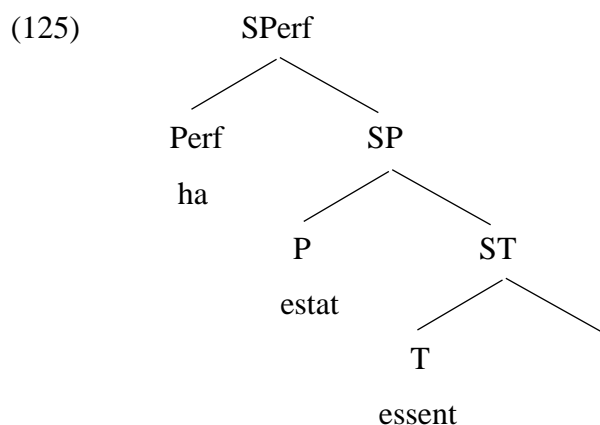 (125) SPerf
Perf SP
ha
P ST
estat
T
essent